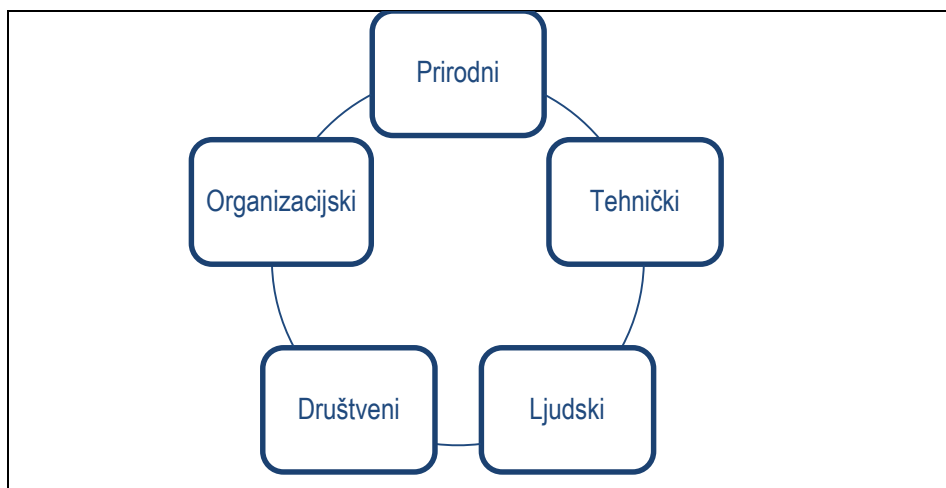 Prirodni
Tehnički
Ljudski
Društveni
Organizacijski